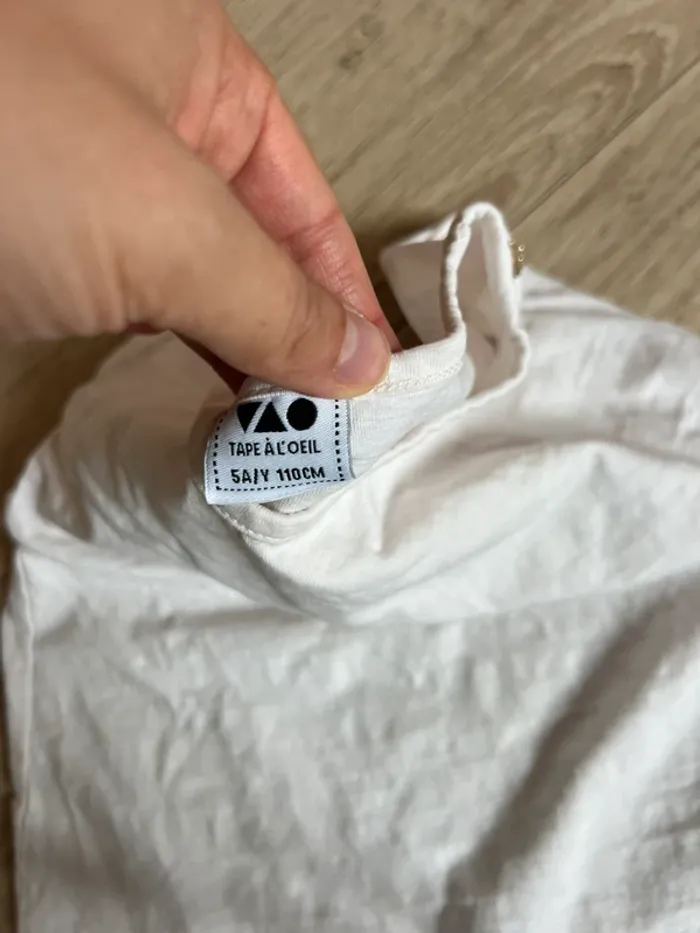 TAPE À L'OEIL
5A/Y 110CM